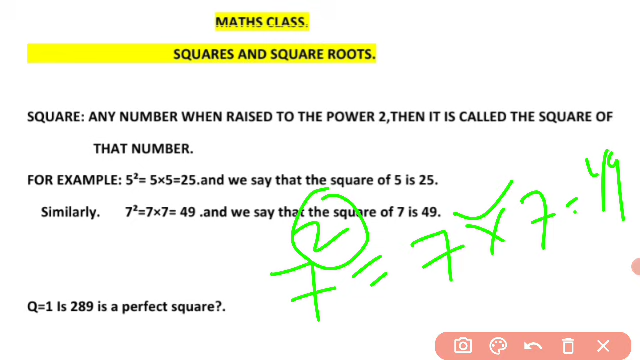 MATHS CLASS.
SQUARES AND SQUARE ROOTS.
SQUARE: ANY NUMBER WHEN RAISED TO THE POWER 2,THEN IT IS CALLED THE SQUARE OF
THAT NUMBER.
FOR EXAMPLE: 5²= 5×5=25.and we say that the square of 5 is 25.
Similarly. 7²=7×7= 49 .and we say that the square of 7 is 49.
7² = 7 × 7 = 49
Q=1 Is 289 is a perfect square?.